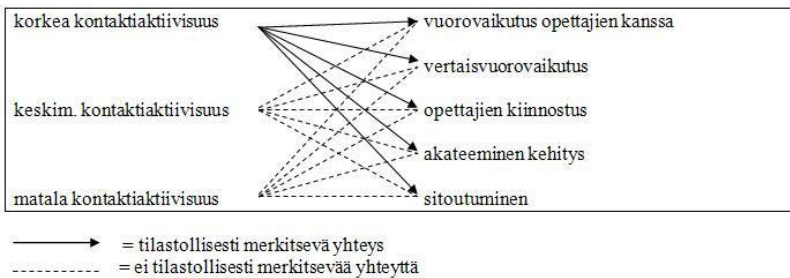 korkea kontaktiaktiivisuus
vuorovaikutus opettajien kanssa
vertaisvuorovaikutus
keskim. kontaktiaktiivisuus
opettajien kiinnostus
akateeminen kehitys
matala kontaktiaktiivisuus
sitoutuminen
= tilastollisesti merkitsevä yhteys
= ei tilastollisesti merkitsevää yhteyttä